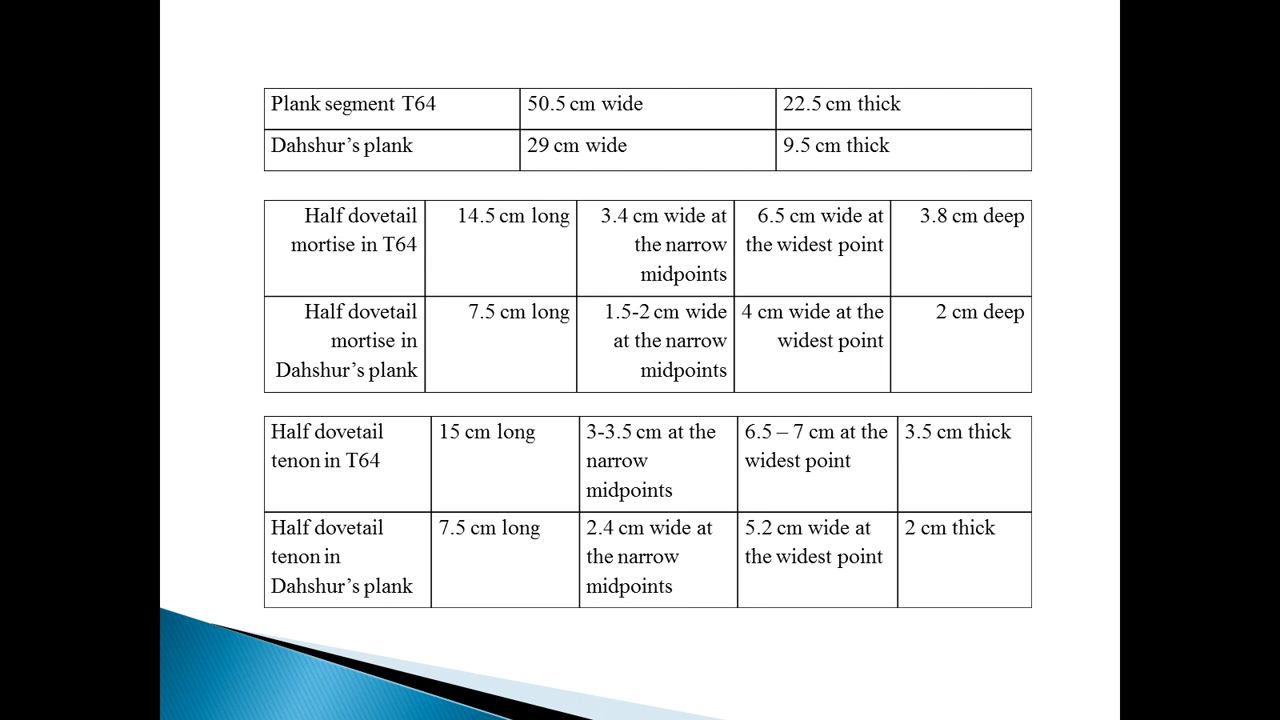 Plank segment T64 50.5 cm wide 22.5 cm thick
Dahshur’s plank 29 cm wide 9.5 cm thick
Half dovetail 14.5 cm long 3.4 cm wide at 6.5 cm wide at 3.8 cm deep
mortise in T64 the narrow the widest point
midpoints
Half dovetail 7.5 cm long 1.5-2 cm wide 4 cm wide at the 2 cm deep
mortise in at the narrow widest point
Dahshur’s plank midpoints
Half dovetail 15 cm long 3-3.5 cm at the 6.5 – 7 cm at the 3.5 cm thick
tenon in T64 narrow widest point
midpoints
Half dovetail 7.5 cm long 2.4 cm wide at 5.2 cm wide at 2 cm thick
tenon in the narrow the widest point
Dahshur’s plank midpoints